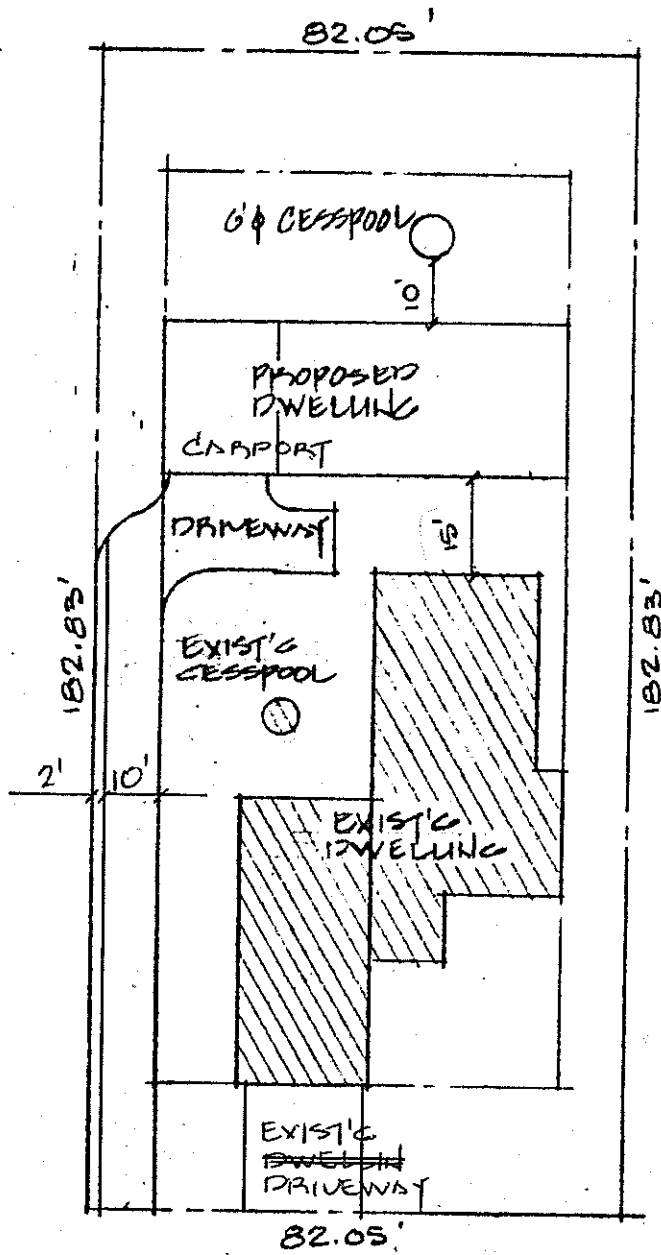 82.05'
6'ϕ CESSPOOL
10'
PROPOSED
DWELLING
CARPORT
DRIVEWAY
15'
182.83'
182.83'
EXIST'G
CESSPOOL
2'
10'
EXIST'G
DWELLING
EXIST'G
DWELLIN
DRIVEWAY
82.05'